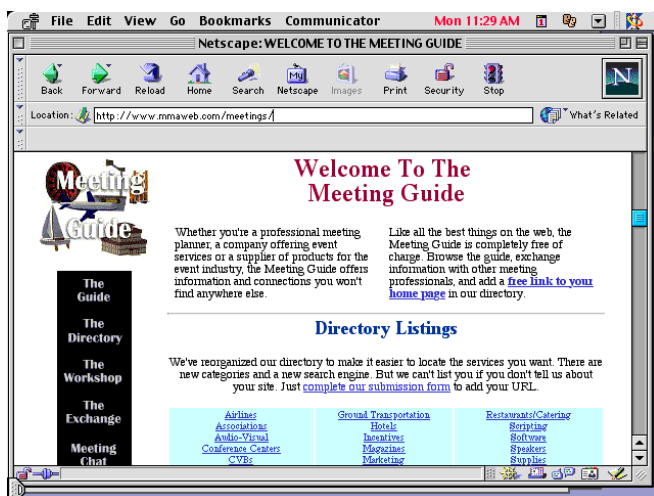 File Edit View Go Bookmarks Communicator Mon 11:29 AM
Netscape: WELCOME TO THE MEETING GUIDE
Back Forward Reload Home Search Netscape Images Print Security Stop
N
Location: http://www.mmaweb.com/meetings/ What's Related
Meeting
Guide
The
Guide
The
Directory
The
Workshop
The
Exchange
Meeting
Chat
Welcome To The
Meeting Guide
Whether you're a professional meeting
planner, a company offering event
services or a supplier of products for the
event industry, the Meeting Guide offers
information and connections you won't
find anywhere else.
Like all the best things on the web, the
Meeting Guide is completely free of
charge. Browse the guide, exchange
information with other meeting
professionals, and add a free link to your
home page in our directory.
Directory Listings
We've reorganized our directory to make it easier to locate the services you want. There are
new categories and a new search engine. But we can't list you if you don't tell us about
your site. Just complete our submission form to add your URL.
Airlines
Associations
Audio-Visual
Conference Centers
CVBs
Ground Transportation
Hotels
Incentives
Magazines
Marketing
Restaurants/Catering
Scripting
Software
Speakers
Supplies